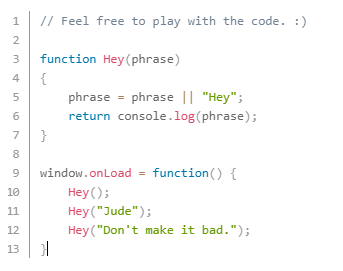 1 // Feel free to play with the code. :)
2
3 function Hey(phrase)
4 {
5     phrase = phrase || "Hey";
6     return console.log(phrase);
7 }
8
9 window.onLoad = function() {
10     Hey();
11     Hey("Jude");
12     Hey("Don't make it bad.");
13 }